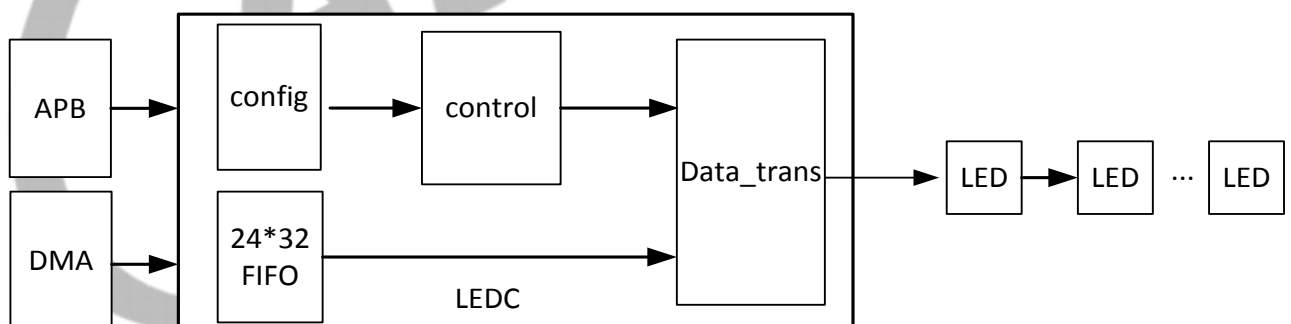 APB
config
control
Data_trans
LED
LED
...
LED
DMA
24*32
FIFO
LEDC